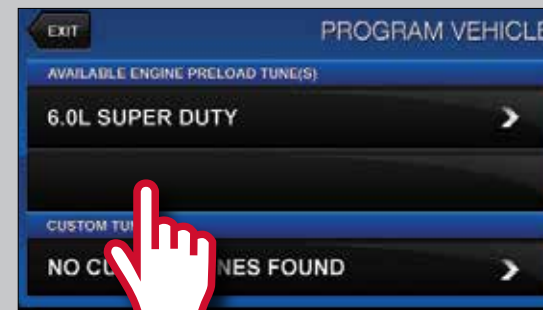 EXIT
PROGRAM VEHICLE
AVAILABLE ENGINE PRELOAD TUNE(S)
6.0L SUPER DUTY
CUSTOM
NO FOUND